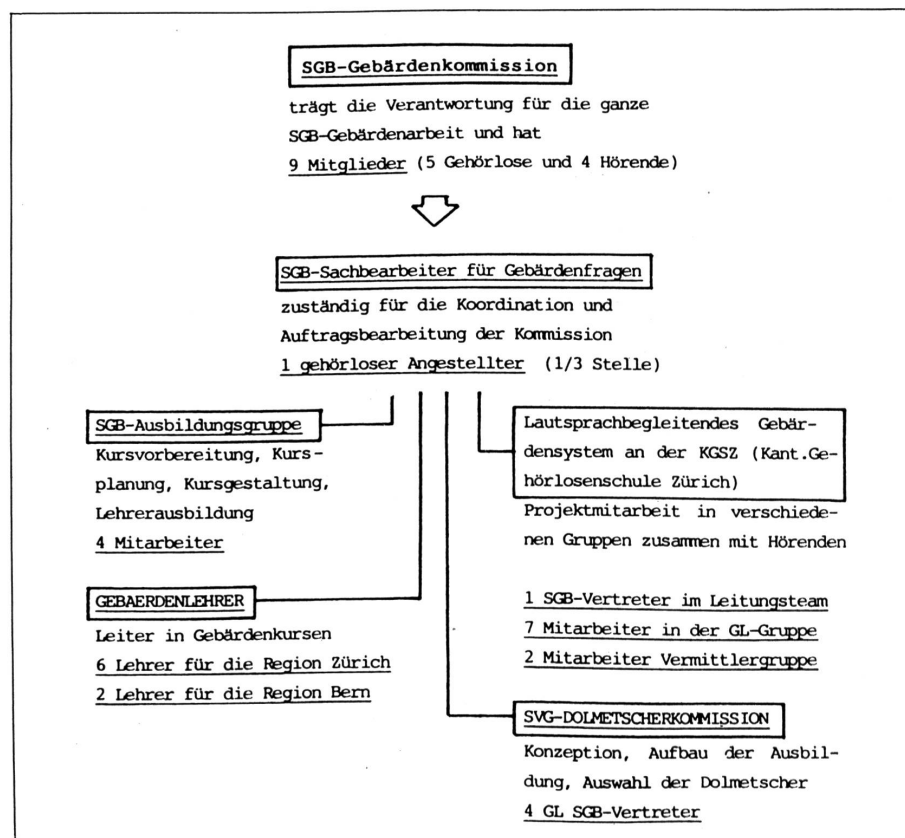 SGB-Gebärdenkommission
trägt die Verantwortung für die ganze
SGB-Gebärdenarbeit und hat
9 Mitglieder (5 Gehörlose und 4 Hörende)
SGB-Sachbearbeiter für Gebärdenfragen
zuständig für die Koordination und
Auftragsbearbeitung der Kommission
1 gehörloser Angestellter (1/3 Stelle)
SGB-Ausbildungsgruppe
Kursvorbereitung, Kurs-
planung, Kursgestaltung,
Lehrerausbildung
4 Mitarbeiter
GEBAERDENLEHRER
Leiter in Gebärdenkursen
6 Lehrer für die Region Zürich
2 Lehrer für die Region Bern
Lautsprachbegleitendes Gebär-
densystem an der KGSZ (Kant.Ge-
hörlosenschule Zürich)
Projektmitarbeit in verschiede-
nen Gruppen zusammen mit Hörenden
1 SGB-Vertreter im Leitungsteam
7 Mitarbeiter in der GL-Gruppe
2 Mitarbeiter Vermittlergruppe
SVG-DOLMETSCHERKOMMISSION
Konzeption, Aufbau der Ausbil-
dung, Auswahl der Dolmetscher
4 GL SGB-Vertreter